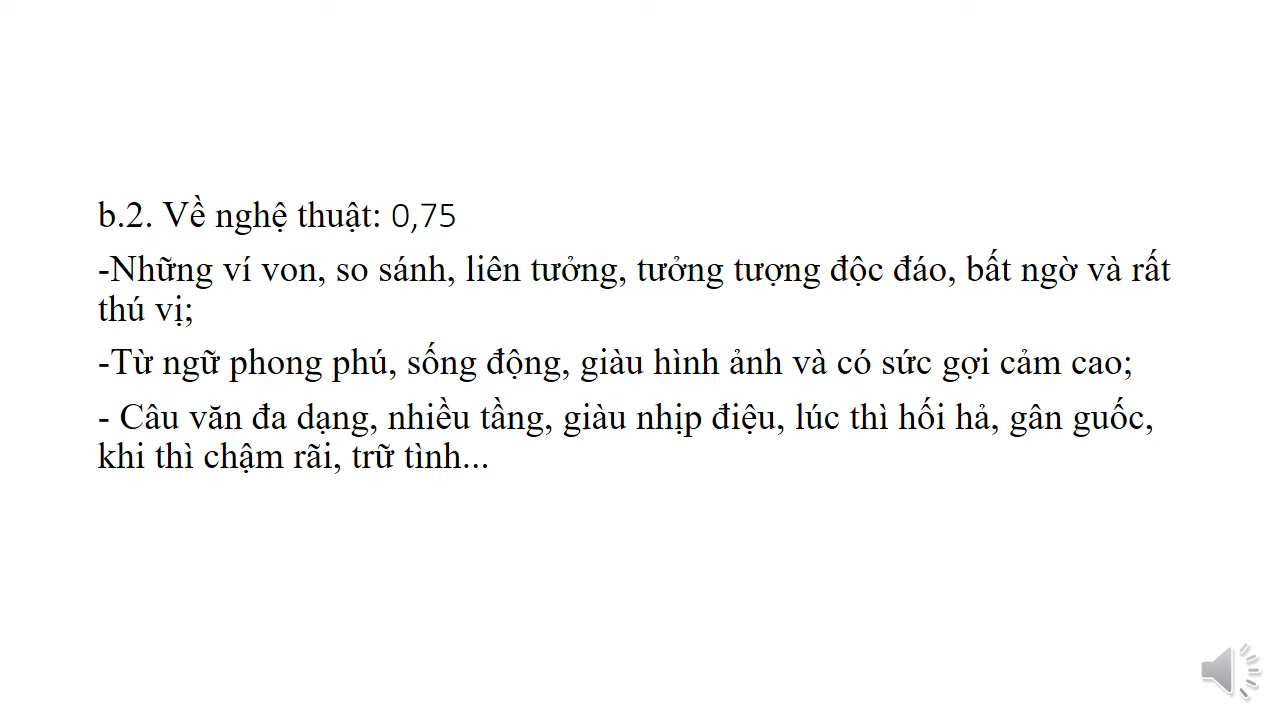 b.2. Về nghệ thuật: 0,75
-Những ví von, so sánh, liên tưởng, tưởng tượng độc đáo, bất ngờ và rất
thú vị;
-Từ ngữ phong phú, sống động, giàu hình ảnh và có sức gợi cảm cao;
- Câu văn đa dạng, nhiều tầng, giàu nhịp điệu, lúc thì hối hả, gân guốc,
khi thì chậm rãi, trữ tình...